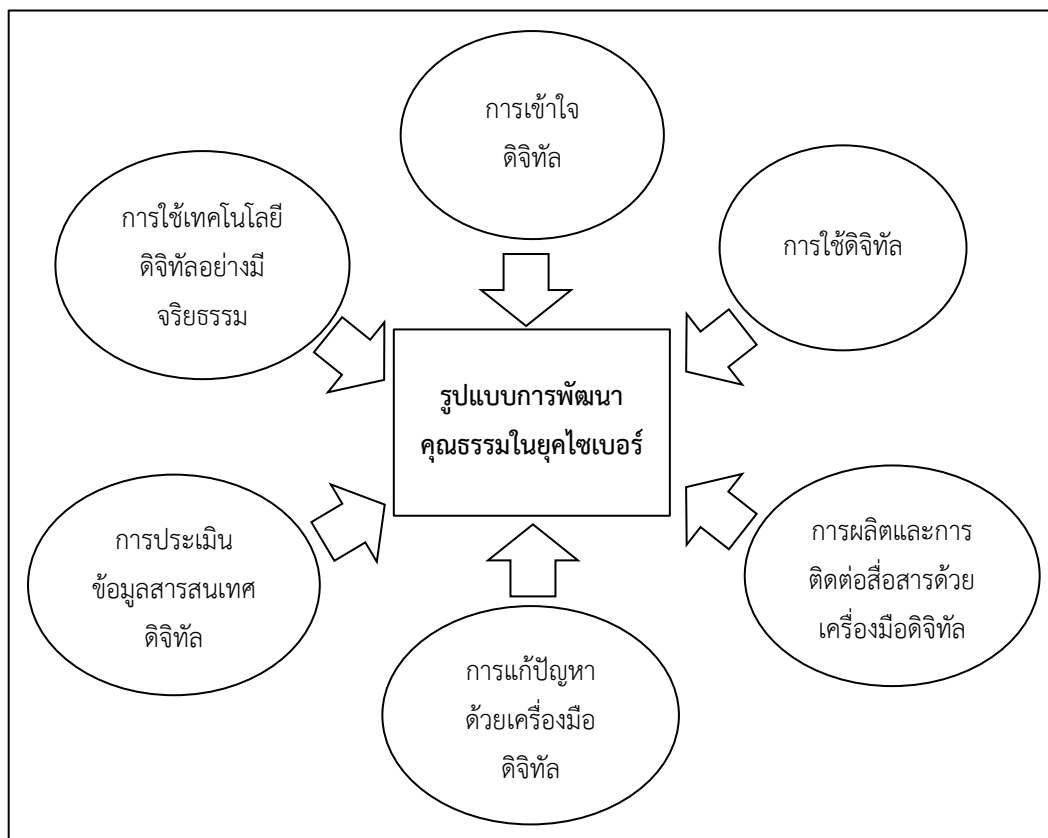 การเข้าใจ
ดิจิทัล
การใช้เทคโนโลยี
ดิจิทัลอย่างมี
จริยธรรม
การใช้ดิจิทัล
รูปแบบการพัฒนา
คุณธรรมในยุคไซเบอร์
การประเมิน
ข้อมูลสารสนเทศ
ดิจิทัล
การผลิตและการ
ติดต่อสื่อสารด้วย
เครื่องมือดิจิทัล
การแก้ปัญหา
ด้วยเครื่องมือ
ดิจิทัล